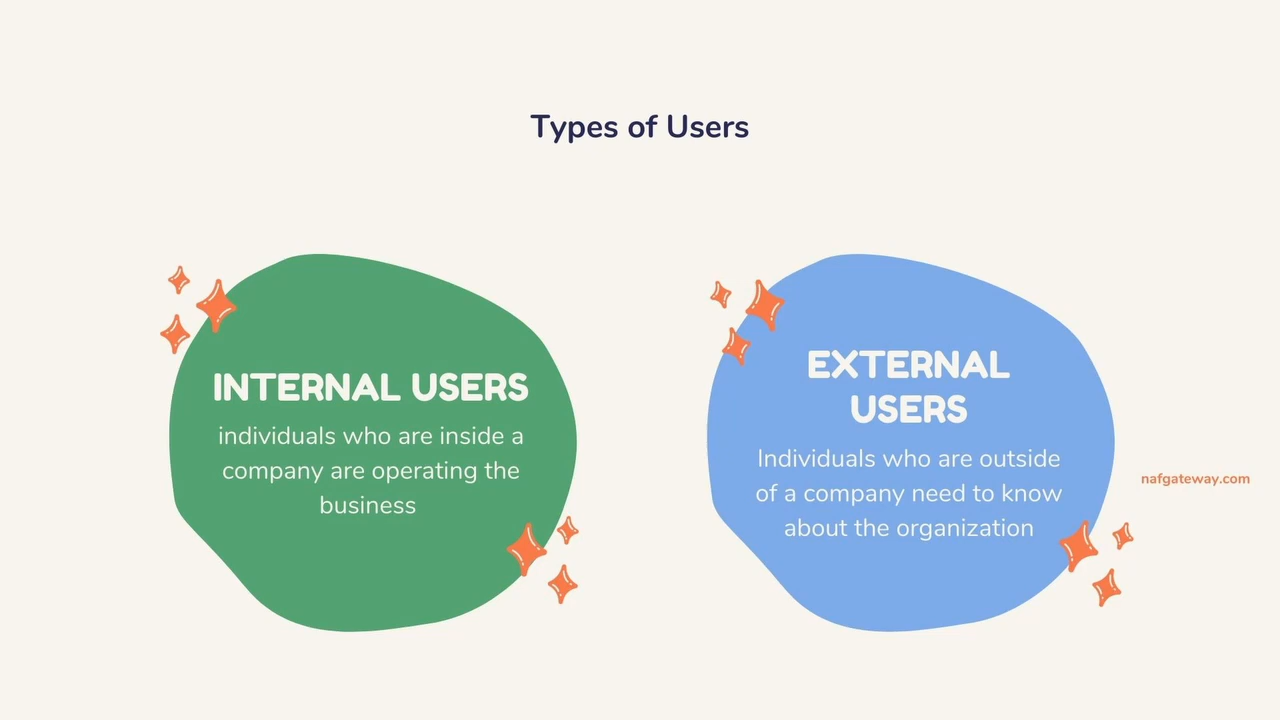 Types of Users
INTERNAL USERS
individuals who are inside a
company are operating the
business
EXTERNAL
USERS
Individuals who are outside
of a company need to know
about the organization
nafgateway.com